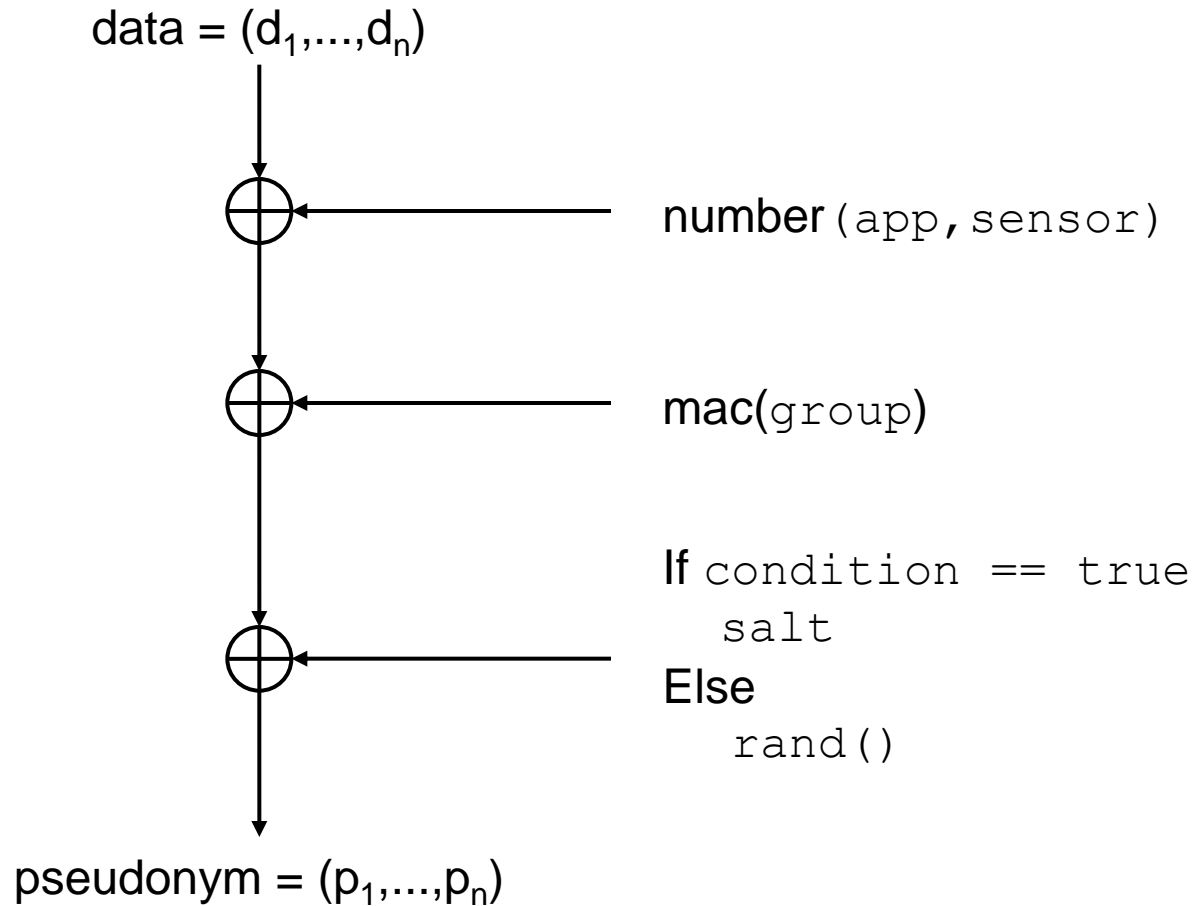 data = (d₁,...,dₙ)
number(app,sensor)
mac(group)
If condition == true
salt
Else
rand()
pseudonym = (p₁,...,pₙ)